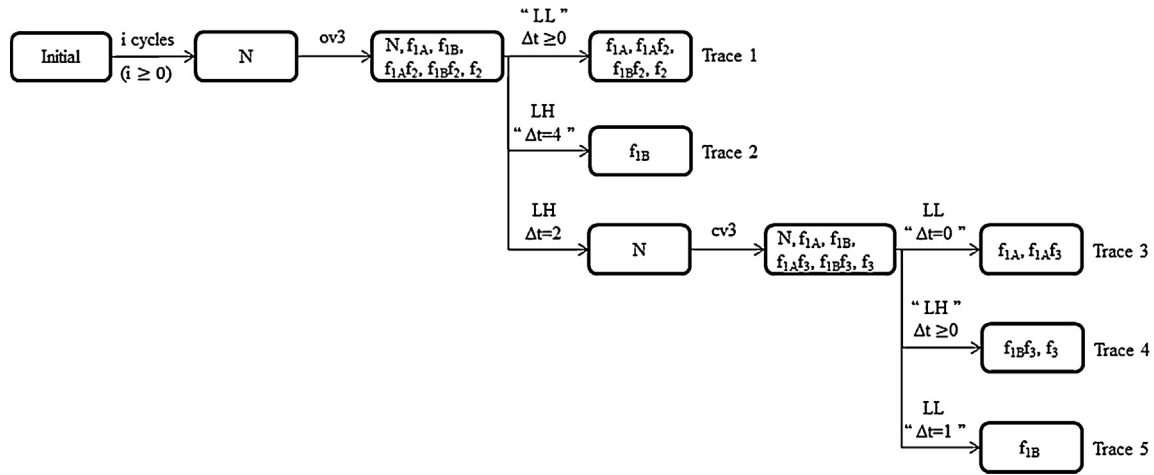 Initial
i cycles
(i ≥ 0)
N
ov3
N, f1A, f1B,
f1Af2, f1Bf2, f2
“ LL ”
Δt ≥0
f1A, f1Af2,
f1Bf2, f2
Trace 1
LH
“ Δt=4 ”
f1B
Trace 2
LH
Δt=2
N
cv3
N, f1A, f1B,
f1Af3, f1Bf3, f3
LL
“ Δt=0 ”
f1A, f1Af3
Trace 3
“ LH ”
Δt ≥0
f1Bf3, f3
Trace 4
LL
“ Δt=1 ”
f1B
Trace 5